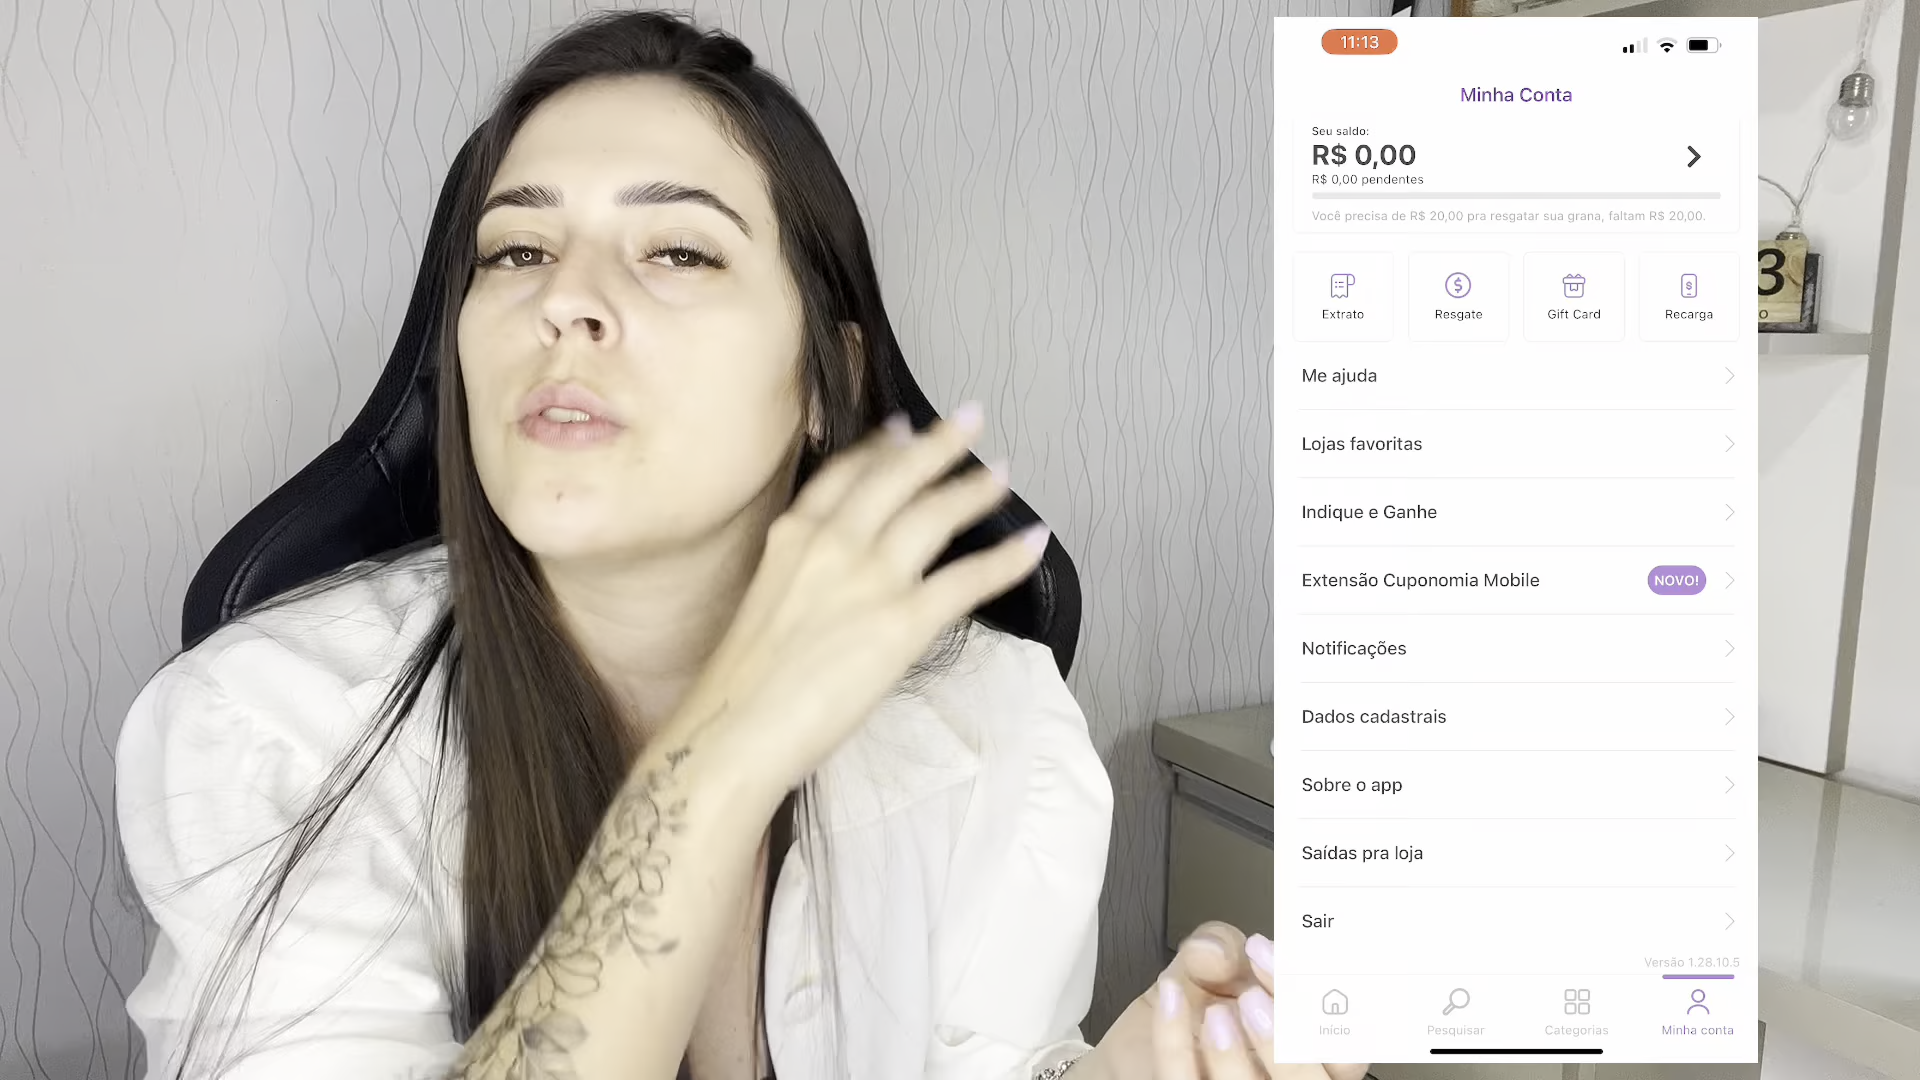 11:13
Minha Conta
Seu saldo:
R$ 0,00
R$ 0,00 pendentes
Você precisa de R$ 20,00 pra resgatar sua grana, faltam R$ 20,00.
Extrato
Resgate
Gift Card
Recarga
Me ajuda
Lojas favoritas
Indique e Ganhe
Extensão Cuponomia Mobile
NOVO!
Notificações
Dados cadastrais
Sobre o app
Saídas pra loja
Sair
Versão 1.28.10.5
Início
Pesquisar
Categorias
Minha conta
3